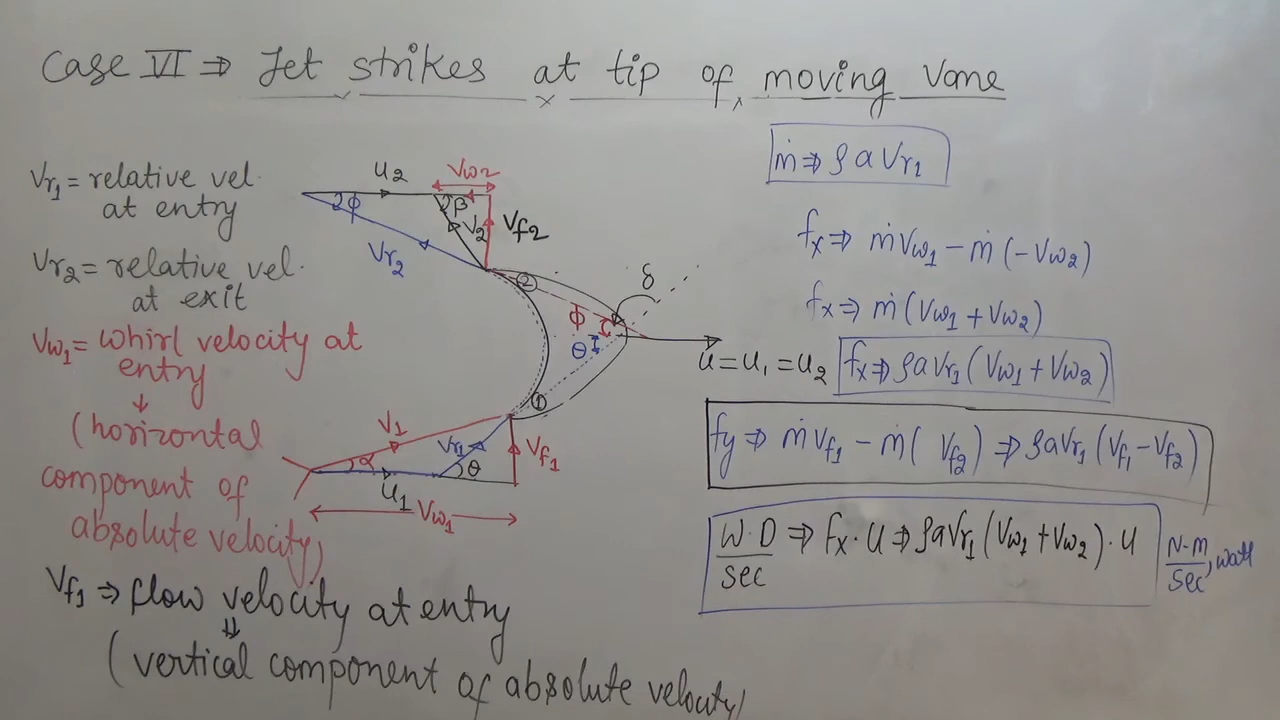 Case VI ⇒ Jet strikes at tip of moving Vane
Vr1 = relative vel.
at entry
Vr2 = relative vel.
at exit
Vw1 = whirl velocity at
entry
↓
(horizontal
component of
absolute velocity)
Vf1 ⇒ flow velocity at entry
⇓
(vertical component of absolute velocity)
u2
Vw2
ϕ
β
V2
Vf2
Vr2
②
δ
ϕ
θ
①
u = u1 = u2
V1
Vr1
Vf1
α
θ
u1
Vw1
ṁ ⇒ ρaVr1
fx ⇒ ṁVw1 - ṁ(-Vw2)
fx ⇒ ṁ(Vw1 + Vw2)
fx ⇒ ρaVr1(Vw1 + Vw2)
fy ⇒ ṁVf1 - ṁ( Vf2) ⇒ ρaVr1(Vf1 - Vf2)
W.D/sec ⇒ Fx · u ⇒ ρaVr1(Vw1 + Vw2) · u N-m/sec, watt